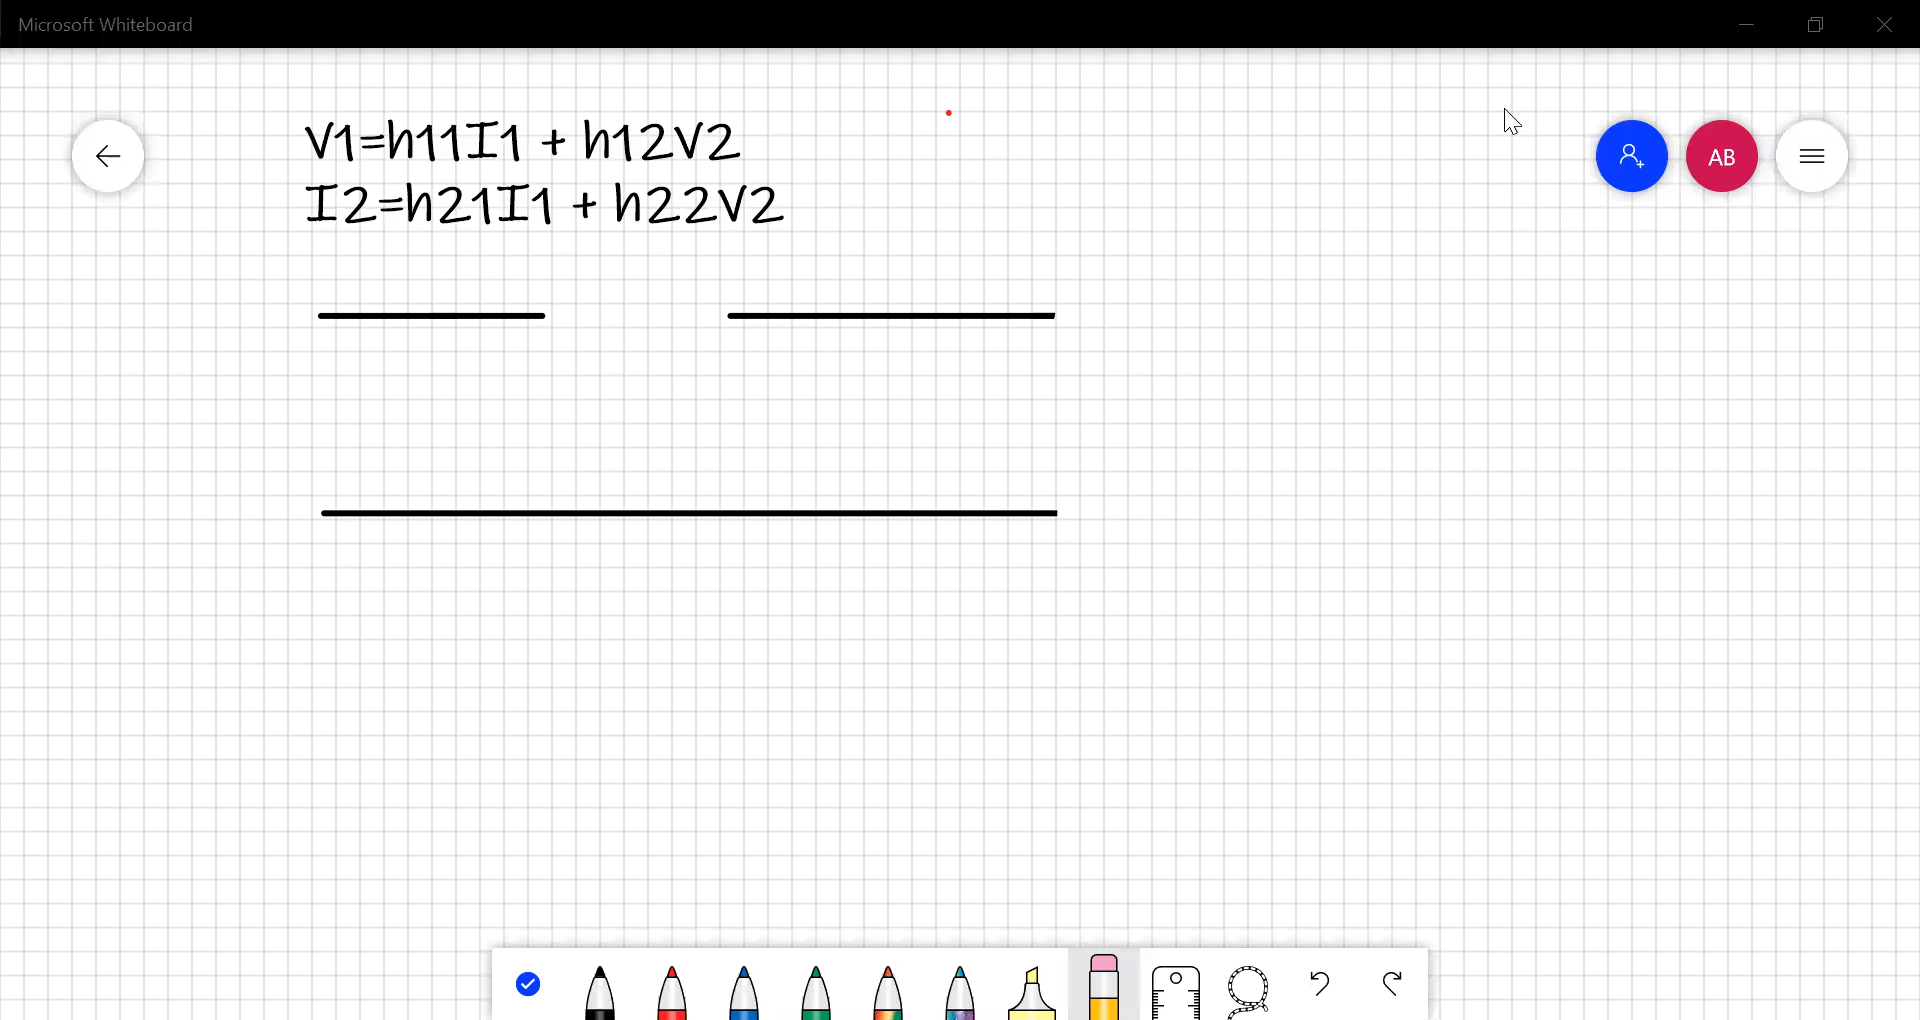 Microsoft Whiteboard
V1=h11I1 + h12V2
AB
I2=h21I1 + h22V2